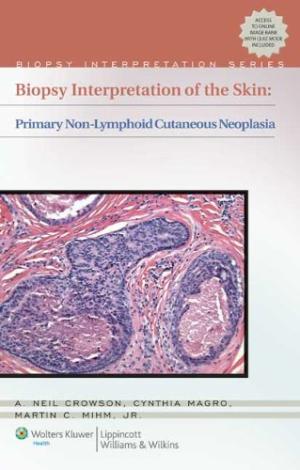 ACCESS
TO ONLINE
IMAGE BANK
WITH QUIZ MODE
INCLUDED
BIOPSY INTERPRETATION SERIES
Biopsy Interpretation of the Skin:
Primary Non-Lymphoid Cutaneous Neoplasia
A. NEIL CROWSON, CYNTHIA MAGRO,
MARTIN C. MIHM, JR.
Wolters Kluwer
Health
Lippincott
Williams & Wilkins